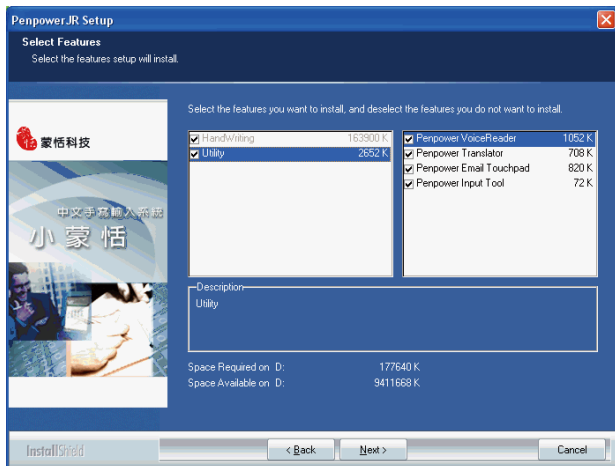 PenpowerJR Setup
Select Features
Select the features setup will install.
Select the features you want to install, and deselect the features you do not want to install.
蒙恬科技
中文手寫輸入系統
小蒙恬
HandWriting 163900 K
Utility 2652 K
Penpower VoiceReader 1052 K
Penpower Translator 708 K
Penpower Email Touchpad 820 K
Penpower Input Tool 72 K
Description
Utility
Space Required on D: 177640 K
Space Available on D: 9411668 K
InstallShield
< Back
Next >
Cancel